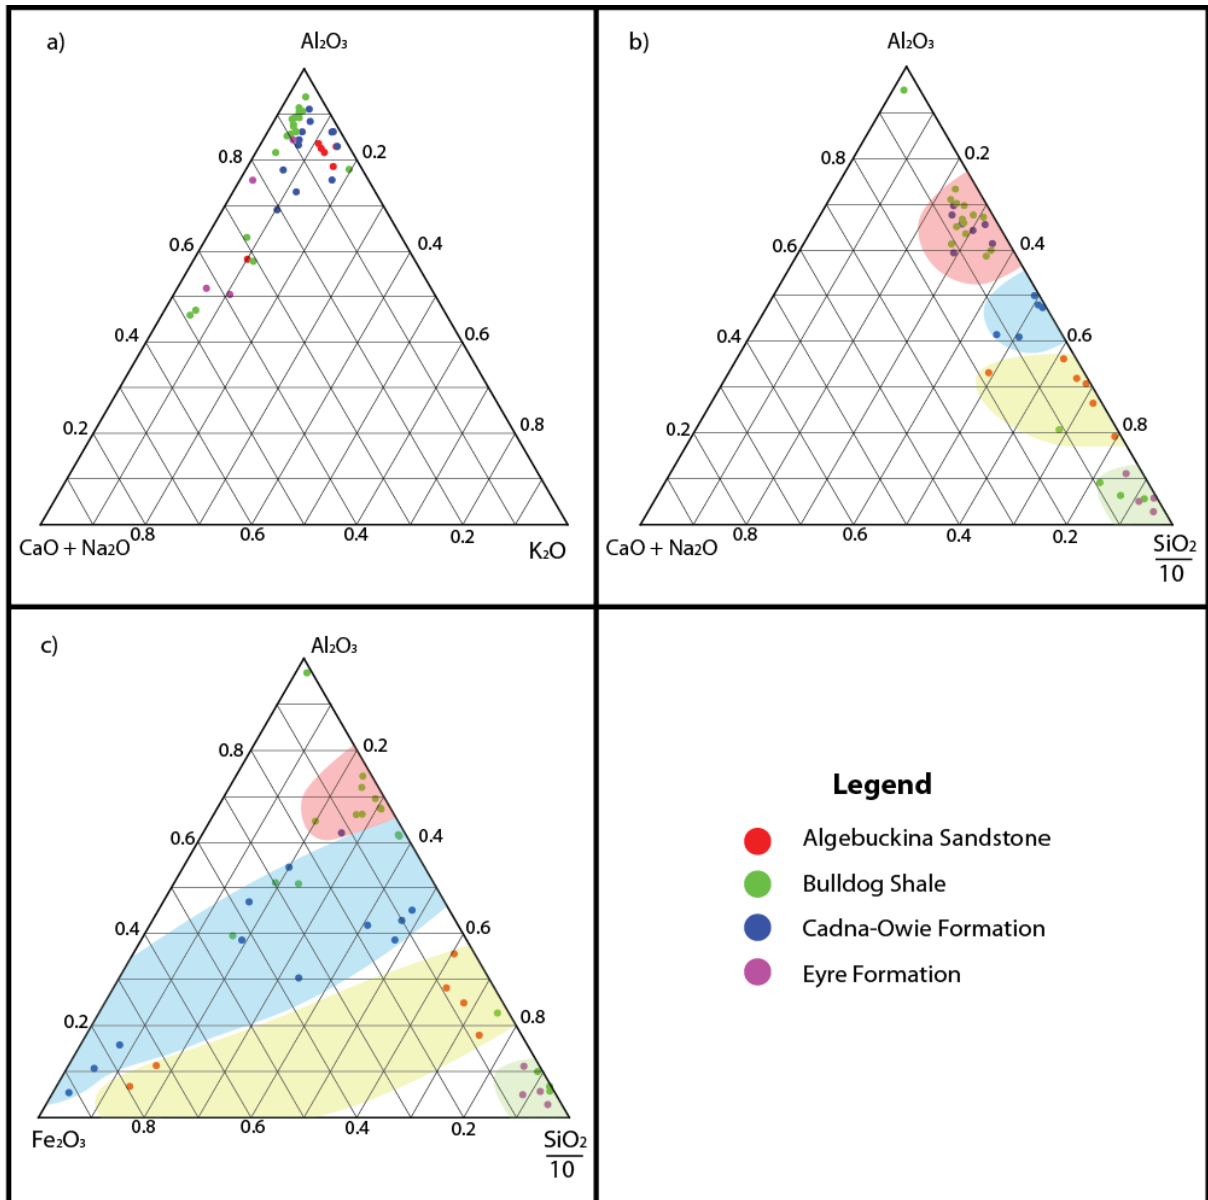 a)
Al₂O₃
0.8
0.2
0.6
0.4
0.4
0.6
0.2
0.8
0.8
0.6
0.4
0.2
CaO + Na₂O
K₂O
b)
Al₂O₃
0.8
0.2
0.6
0.4
0.4
0.6
0.2
0.8
0.8
0.6
0.4
0.2
CaO + Na₂O
SiO₂
10
c)
Al₂O₃
0.8
0.2
0.6
0.4
0.4
0.6
0.2
0.8
0.8
0.6
0.4
0.2
Fe₂O₃
SiO₂
10
Legend
Algebuckina Sandstone
Bulldog Shale
Cadna-Owie Formation
Eyre Formation